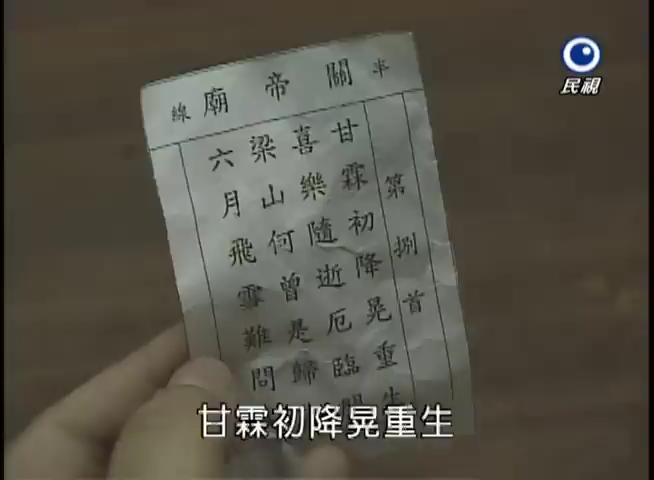 民視
半關帝廟線
第捌首
甘霖初降晃重生
喜樂隨逝厄臨
梁山何曾是歸
六月飛雪難問
甘霖初降晃重生